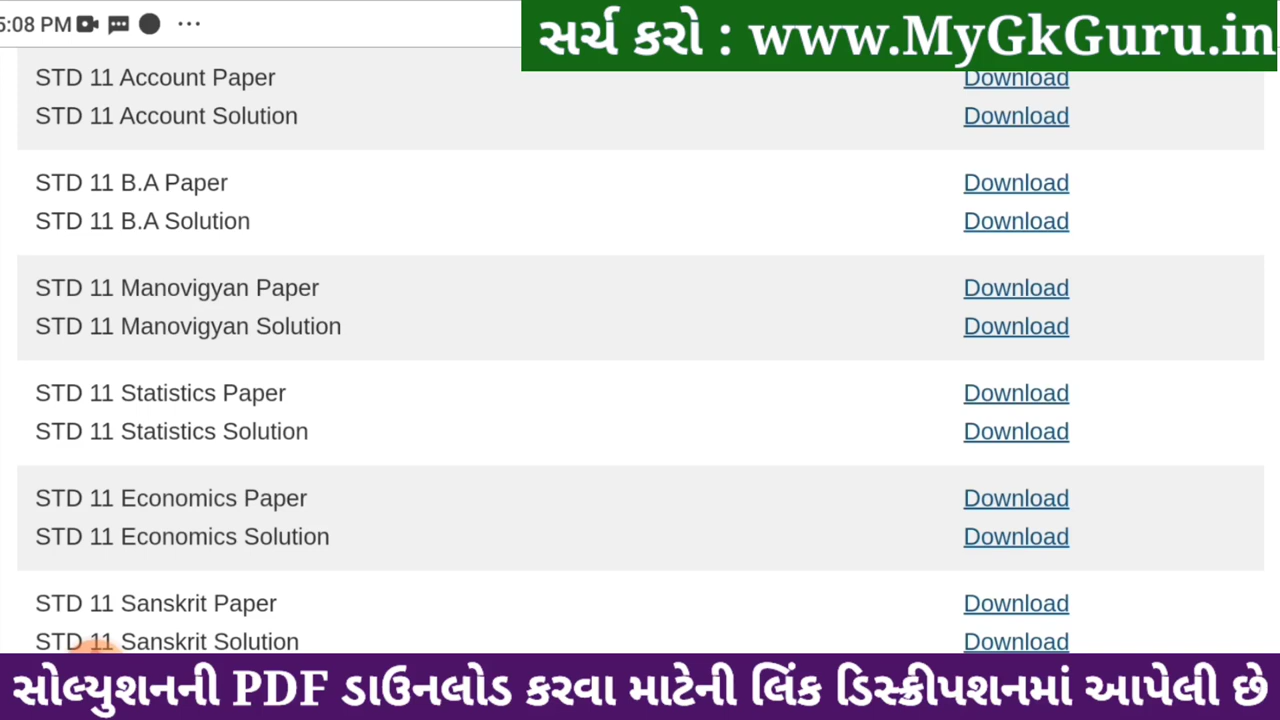 5:08 PM
સર્ચ કરો : www.MyGkGuru.in
STD 11 Account Paper Download
STD 11 Account Solution Download
STD 11 B.A Paper Download
STD 11 B.A Solution Download
STD 11 Manovigyan Paper Download
STD 11 Manovigyan Solution Download
STD 11 Statistics Paper Download
STD 11 Statistics Solution Download
STD 11 Economics Paper Download
STD 11 Economics Solution Download
STD 11 Sanskrit Paper Download
STD 11 Sanskrit Solution Download
સોલ્યુશનની PDF ડાઉનલોડ કરવા માટેની લિંક ડિસ્ક્રીપશનમાં આપેલી છે